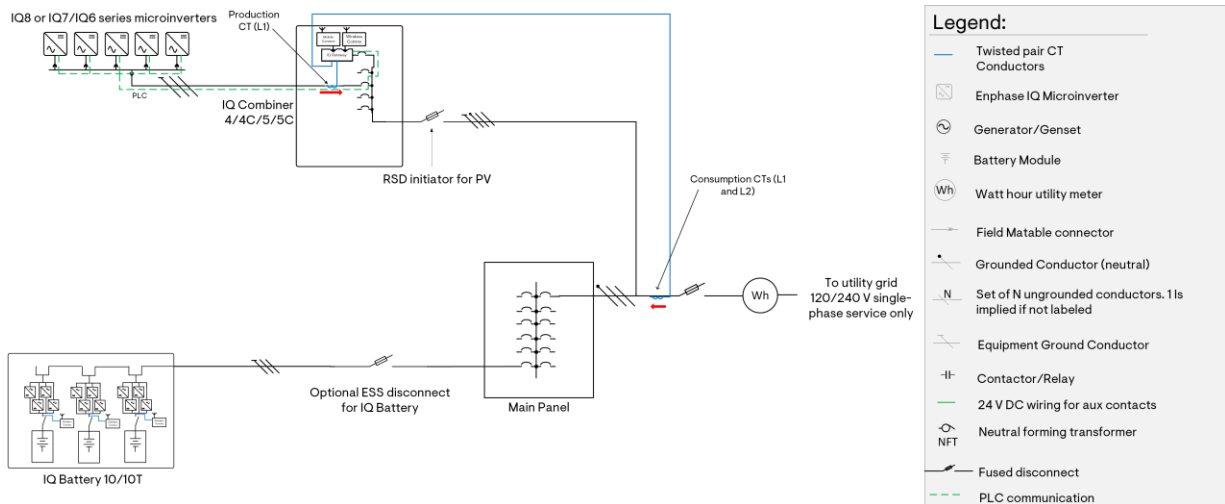 IQ8 or IQ7/IQ6 series microinverters
Production
CT (L1)
Wireless
Comms
IQ Gateway
PLC
IQ Combiner
4/4C/5/5C
RSD initiator for PV
Consumption CTs (L1
and L2)
Wh
To utility grid
120/240 V single-
phase service only
Main Panel
Optional ESS disconnect
for IQ Battery
IQ Battery 10/10T
Legend:
Twisted pair CT
Conductors
Enphase IQ Microinverter
Generator/Genset
Battery Module
Wh
Watt hour utility meter
Field Matable connector
Grounded Conductor (neutral)
N
Set of N ungrounded conductors. 1 Is
implied if not labeled
Equipment Ground Conductor
Contactor/Relay
24 V DC wiring for aux contacts
NFT
Neutral forming transformer
Fused disconnect
PLC communication